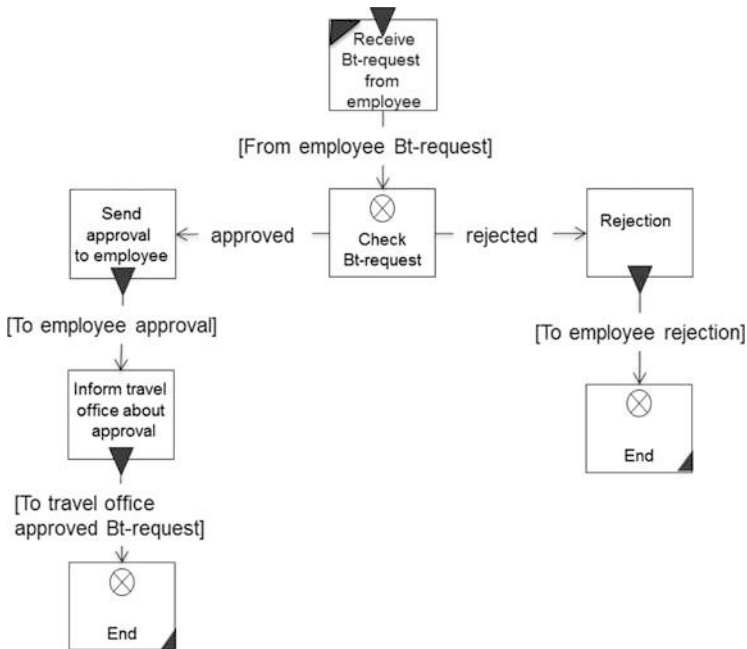 Receive
Bt-request
from
employee
[From employee Bt-request]
Send
approval
to employee
approved
Check
Bt-request
rejected
Rejection
[To employee approval]
[To employee rejection]
Inform travel
office about
approval
End
[To travel office
approved Bt-request]
End